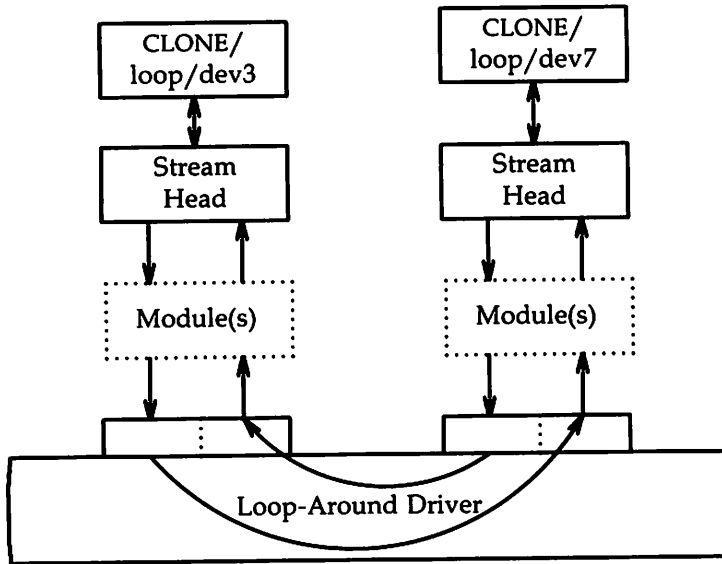 CLONE/
loop/dev3
CLONE/
loop/dev7
Stream
Head
Stream
Head
Module(s)
Module(s)
Loop-Around Driver